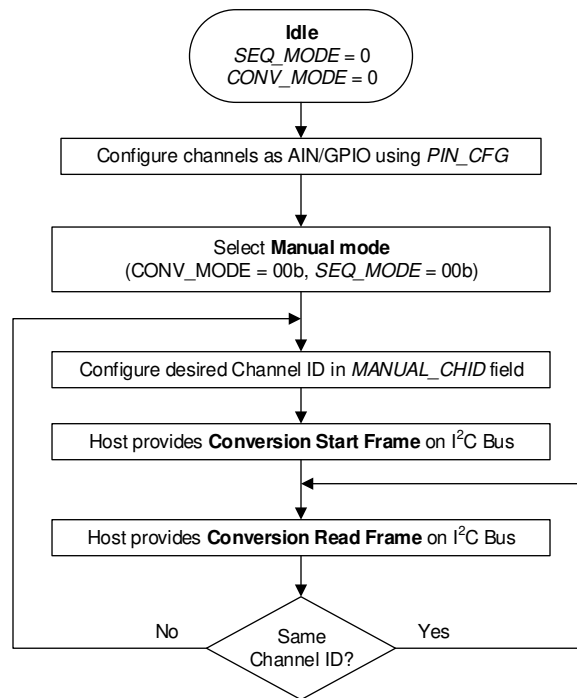 Idle
SEQ_MODE = 0
CONV_MODE = 0
Configure channels as AIN/GPIO using PIN_CFG
Select Manual mode
(CONV_MODE = 00b, SEQ_MODE = 00b)
Configure desired Channel ID in MANUAL_CHID field
Host provides Conversion Start Frame on I²C Bus
Host provides Conversion Read Frame on I²C Bus
No
Yes
Same
Channel ID?